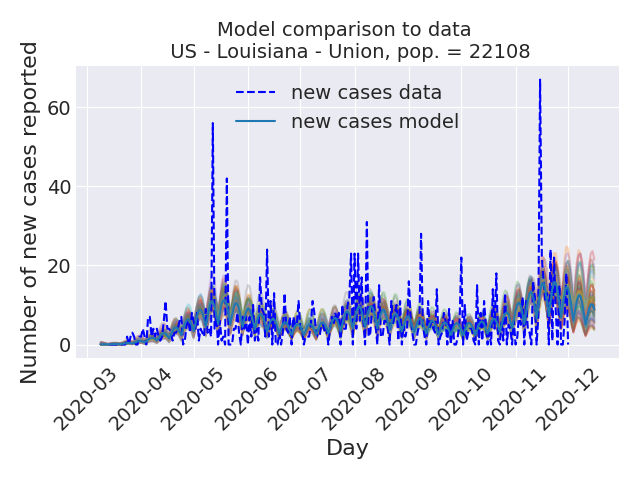 Model comparison to data
US - Louisiana - Union, pop. = 22108
new cases data
new cases model
Number of new cases reported
60
40
20
0
2020-03
2020-04
2020-05
2020-06
2020-07
2020-08
2020-09
2020-10
2020-11
2020-12
Day